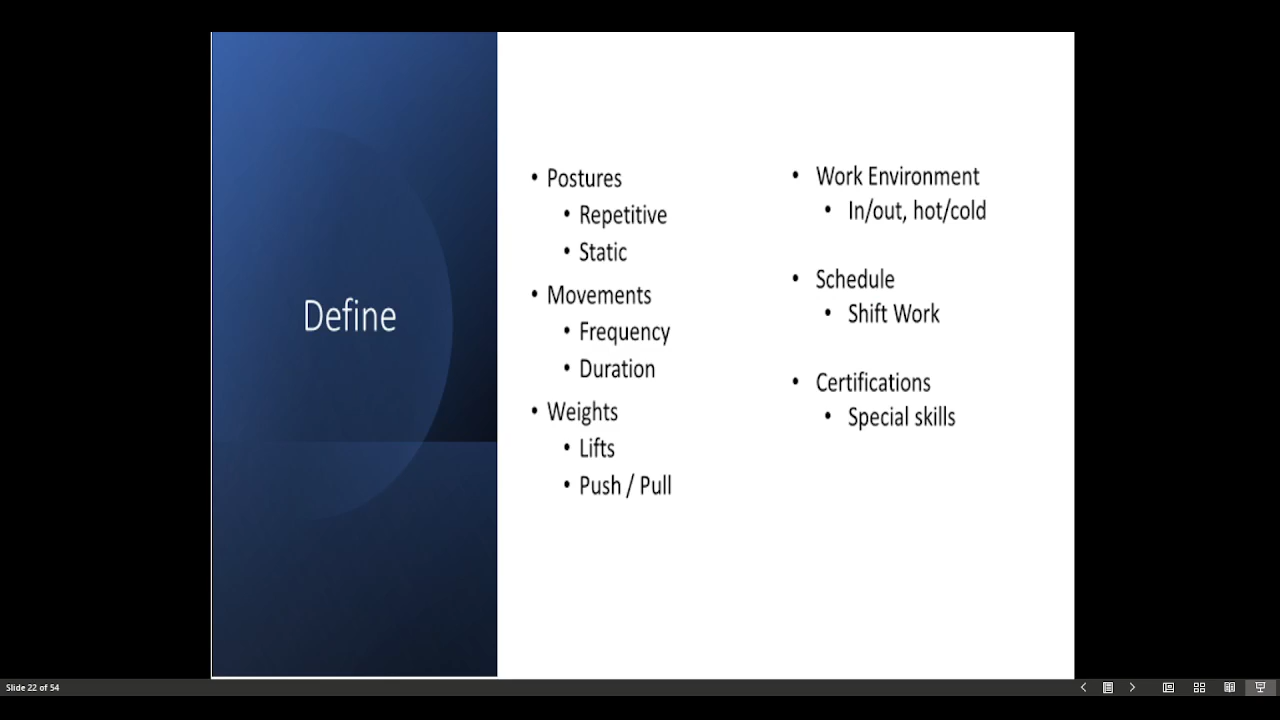 Define
• Postures
• Repetitive
• Static
• Movements
• Frequency
• Duration
• Weights
• Lifts
• Push / Pull
• Work Environment
• In/out, hot/cold
• Schedule
• Shift Work
• Certifications
• Special skills
Slide 22 of 54